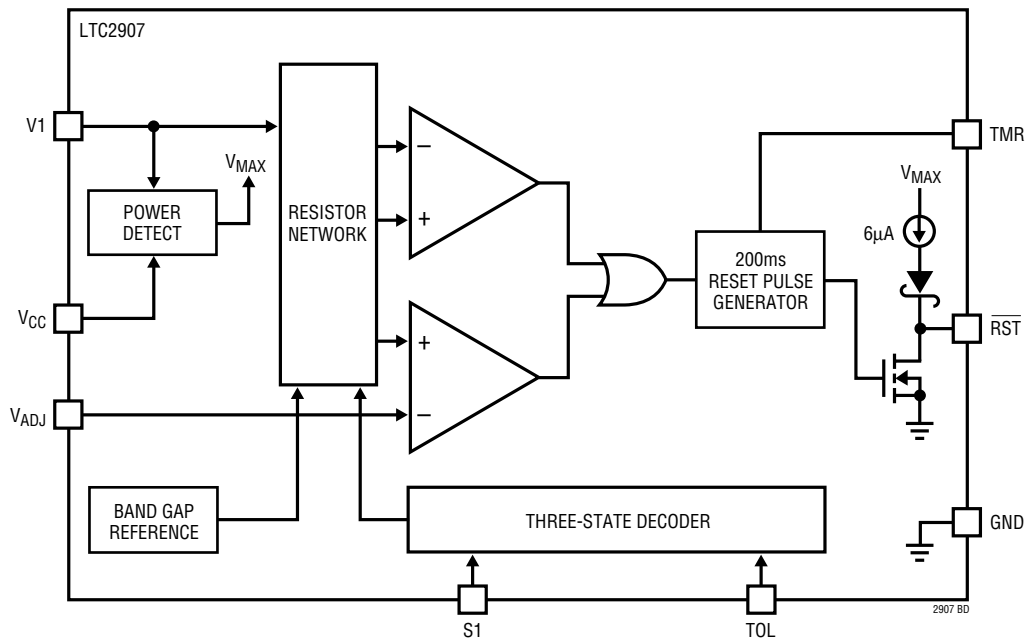 LTC2907
V1
VMAX
POWER
DETECT
VCC
VADJ
RESISTOR
NETWORK
−
+
+
−
BAND GAP
REFERENCE
THREE-STATE DECODER
S1
TOL
200ms
RESET PULSE
GENERATOR
TMR
VMAX
6µA
RST
GND
2907 BD